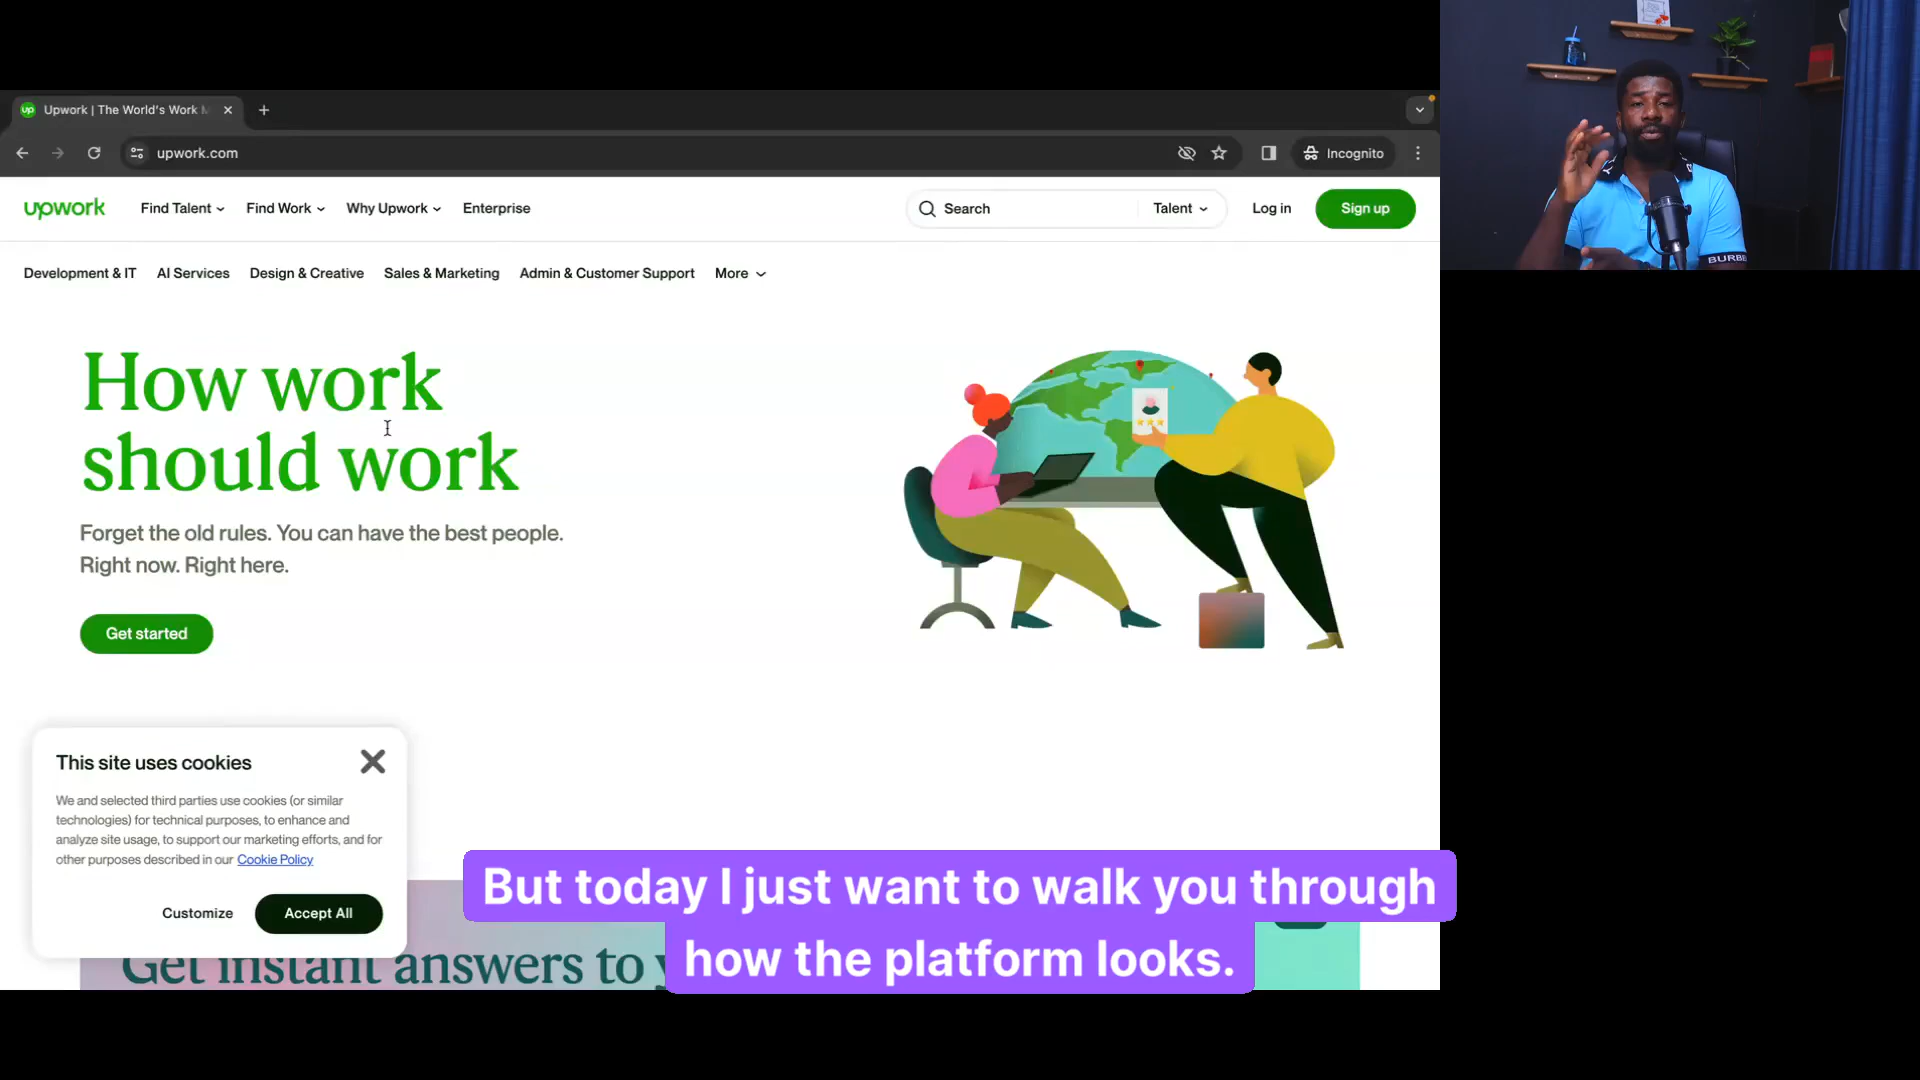 Upwork | The World's Work M
upwork.com
Incognito
upwork
Find Talent
Find Work
Why Upwork
Enterprise
Search
Talent
Log in
Sign up
Development & IT
AI Services
Design & Creative
Sales & Marketing
Admin & Customer Support
More
How work
should work
Forget the old rules. You can have the best people.
Right now. Right here.
Get started
This site uses cookies
We and selected third parties use cookies (or similar
technologies) for technical purposes, to enhance and
analyze site usage, to support our marketing efforts, and for
other purposes described in our Cookie Policy
Customize
Accept All
Get instant answers to
But today I just want to walk you through
how the platform looks.
BURBE